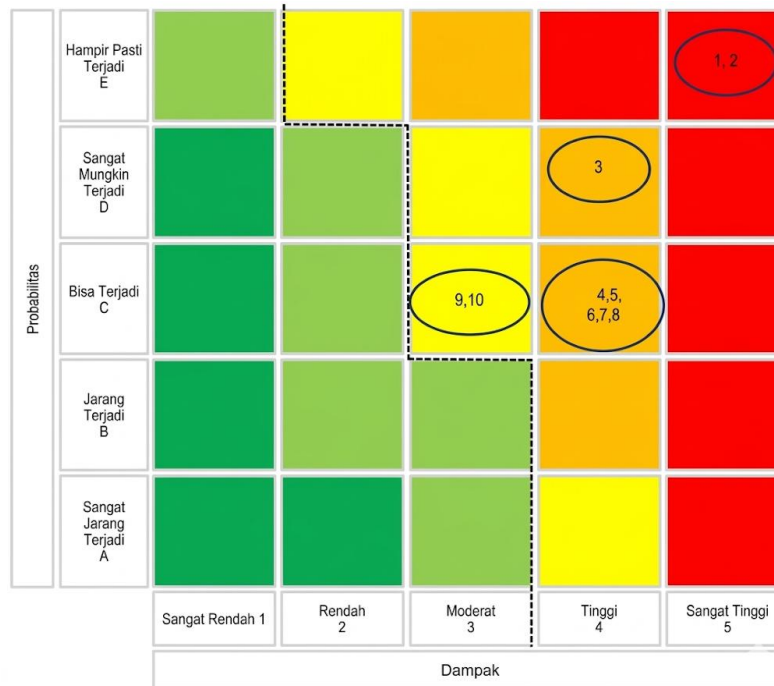 Probabilitas
Hampir Pasti
Terjadi
E
1, 2
Sangat
Mungkin
Terjadi
D
3
Bisa Terjadi
C
9,10
4,5,
6,7,8
Jarang
Terjadi
B
Sangat
Jarang
Terjadi
A
Sangat Rendah 1
Rendah
2
Moderat
3
Tinggi
4
Sangat Tinggi
5
Dampak